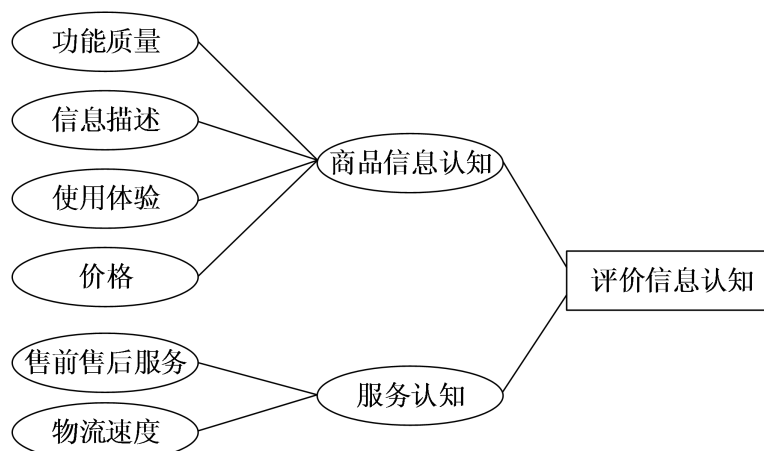 功能质量
信息描述
使用体验
价格
商品信息认知
评价信息认知
售前售后服务
物流速度
服务认知